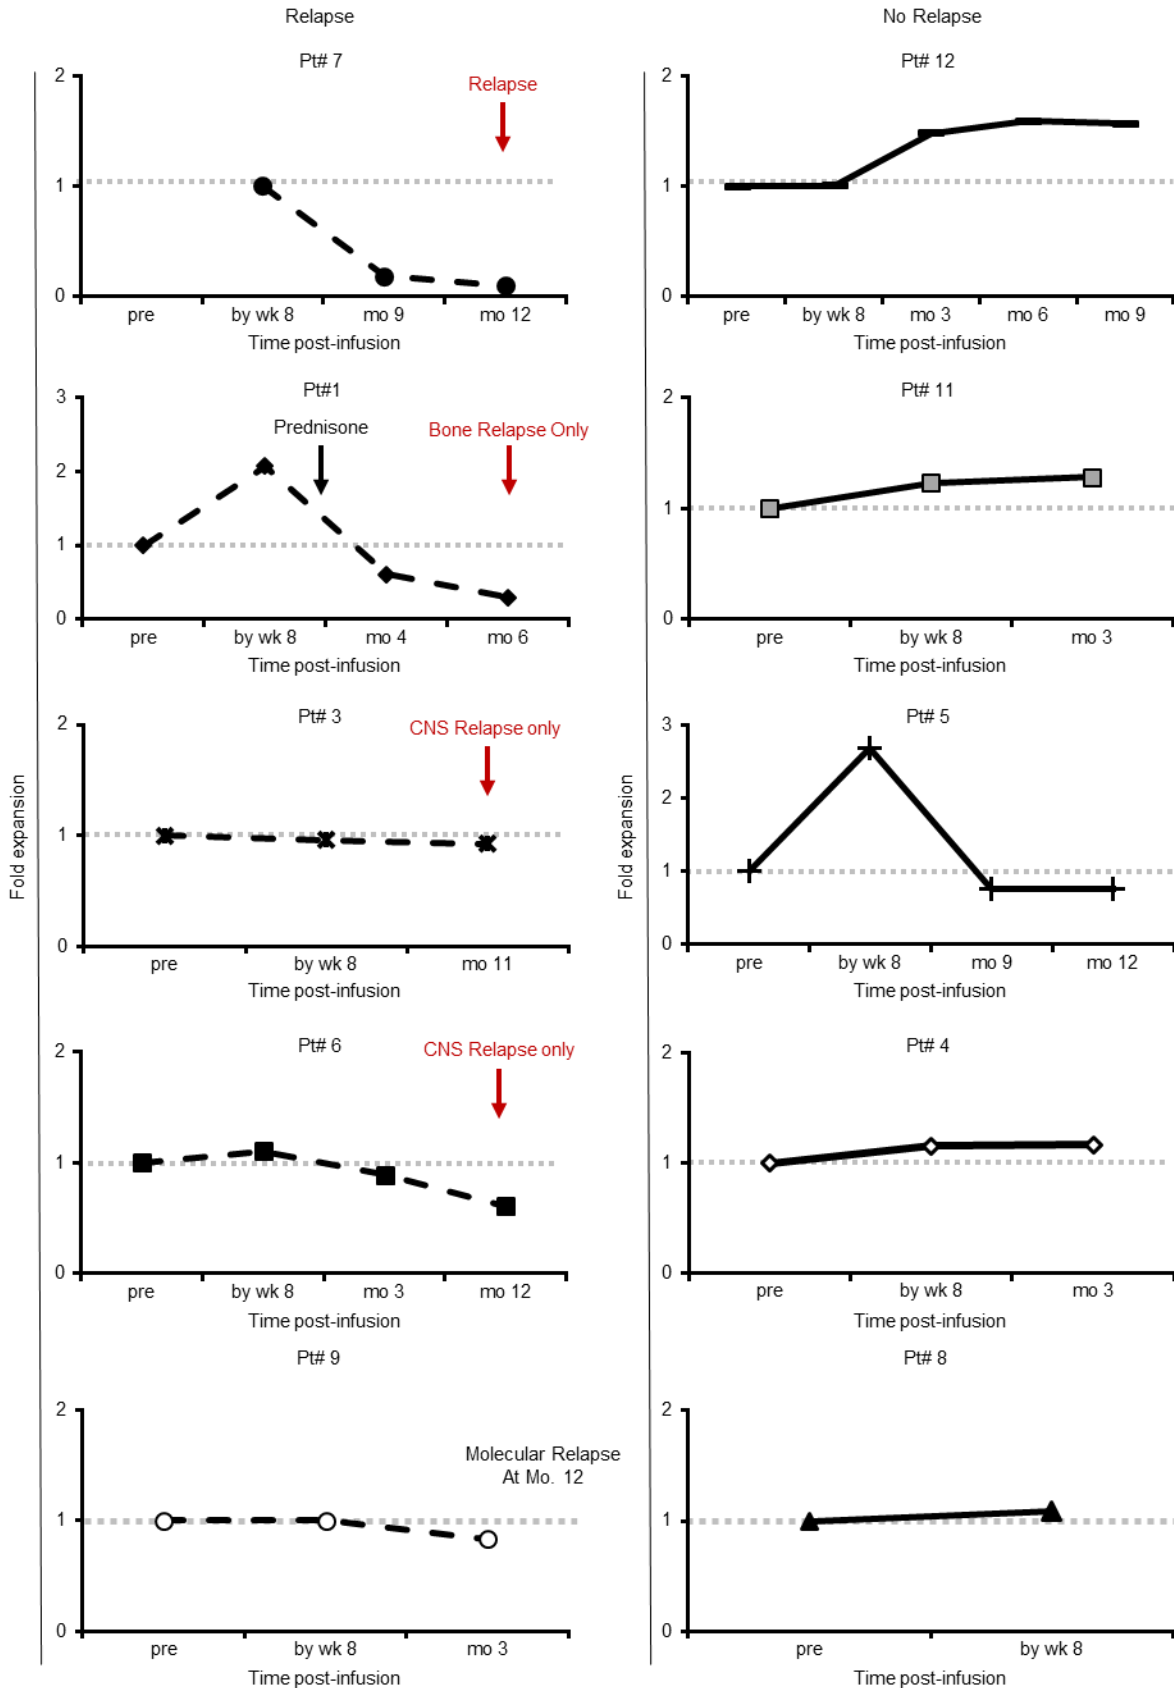 Relapse
No Relapse
Pt# 7
2
1
0
Relapse
pre
by wk 8
mo 9
mo 12
Time post-infusion
Pt# 12
2
1
0
pre
by wk 8
mo 3
mo 6
mo 9
Time post-infusion
Pt#1
3
2
1
0
Prednisone
Bone Relapse Only
pre
by wk 8
mo 4
mo 6
Time post-infusion
Pt# 11
2
1
0
pre
by wk 8
mo 3
Time post-infusion
Fold expansion
Pt# 3
2
1
0
CNS Relapse only
pre
by wk 8
mo 11
Time post-infusion
Fold expansion
Pt# 5
3
2
1
0
pre
by wk 8
mo 9
mo 12
Time post-infusion
Pt# 6
2
1
0
CNS Relapse only
pre
by wk 8
mo 3
mo 12
Time post-infusion
Pt# 4
2
1
0
pre
by wk 8
mo 3
Time post-infusion
Pt# 9
2
1
0
Molecular Relapse
At Mo. 12
pre
by wk 8
mo 3
Time post-infusion
Pt# 8
2
1
0
pre
by wk 8
Time post-infusion